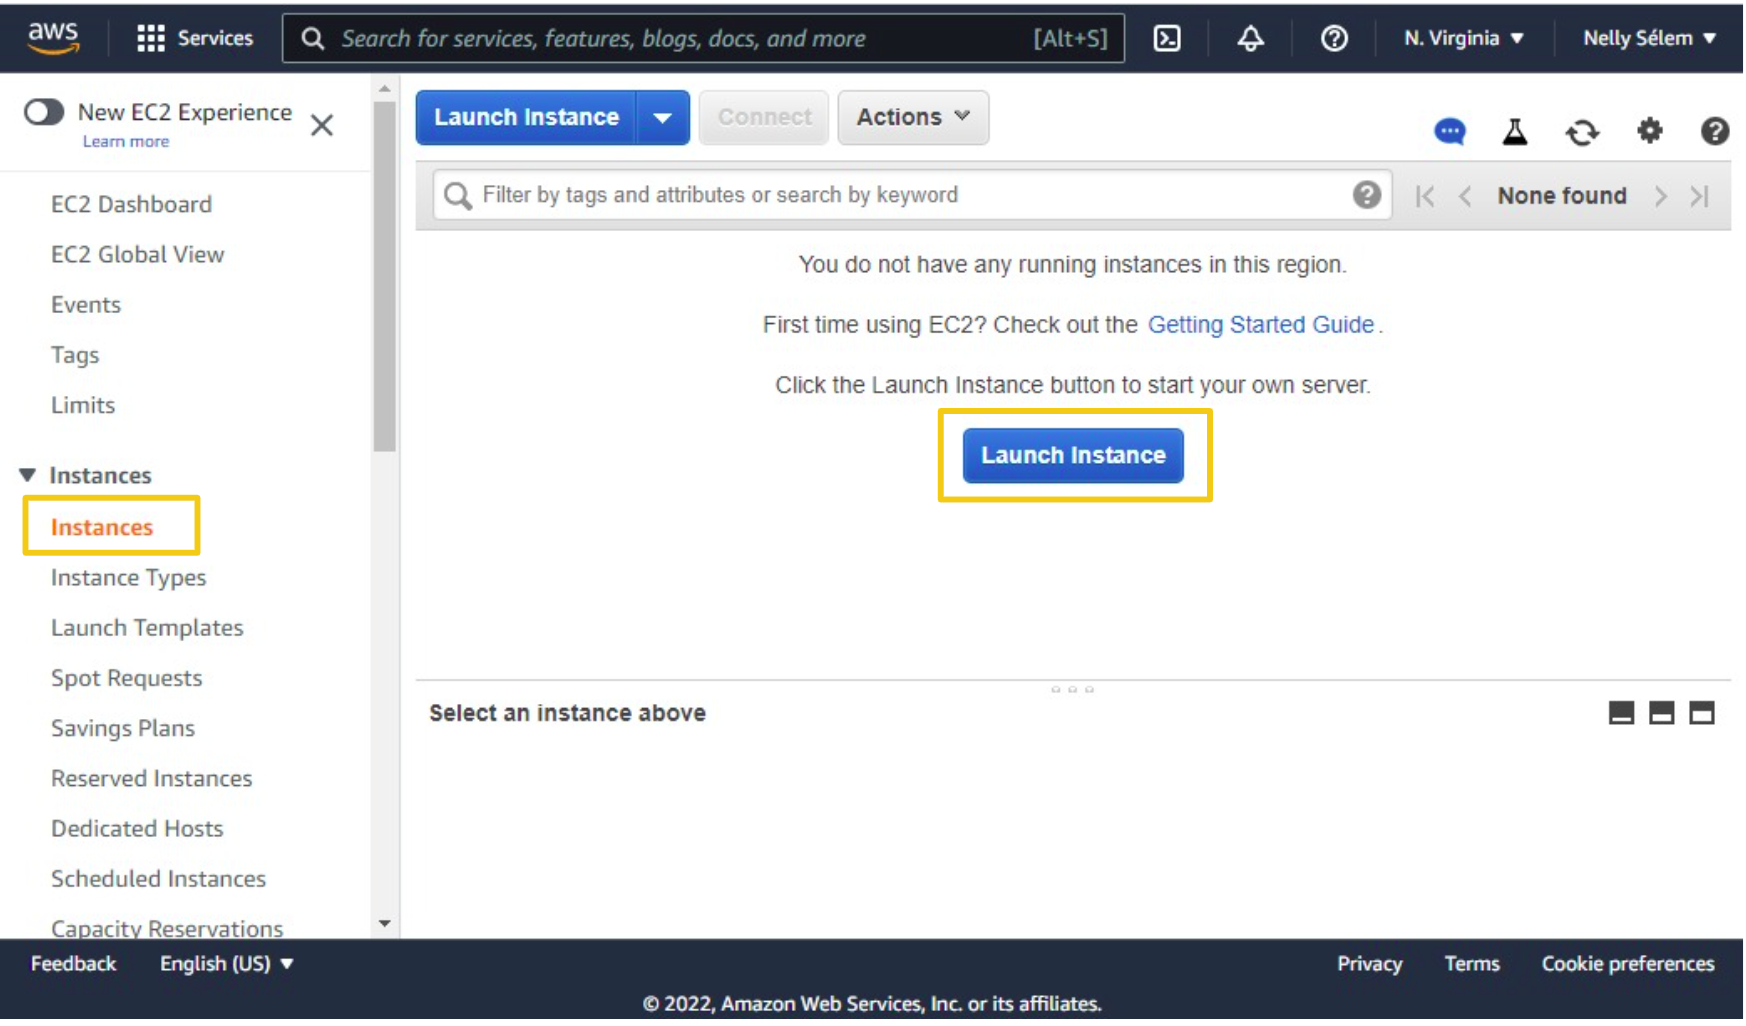 aws
Services
Search for services, features, blogs, docs, and more [Alt+S]
N. Virginia ▼
Nelly Sélem ▼
New EC2 Experience
Learn more
EC2 Dashboard
EC2 Global View
Events
Tags
Limits
Instances
Instances
Instance Types
Launch Templates
Spot Requests
Savings Plans
Reserved Instances
Dedicated Hosts
Scheduled Instances
Capacity Reservations
Launch Instance
Connect
Actions
Filter by tags and attributes or search by keyword
None found
You do not have any running instances in this region.
First time using EC2? Check out the Getting Started Guide.
Click the Launch Instance button to start your own server.
Launch Instance
Select an instance above
Feedback
English (US) ▼
Privacy
Terms
Cookie preferences
© 2022, Amazon Web Services, Inc. or its affiliates.